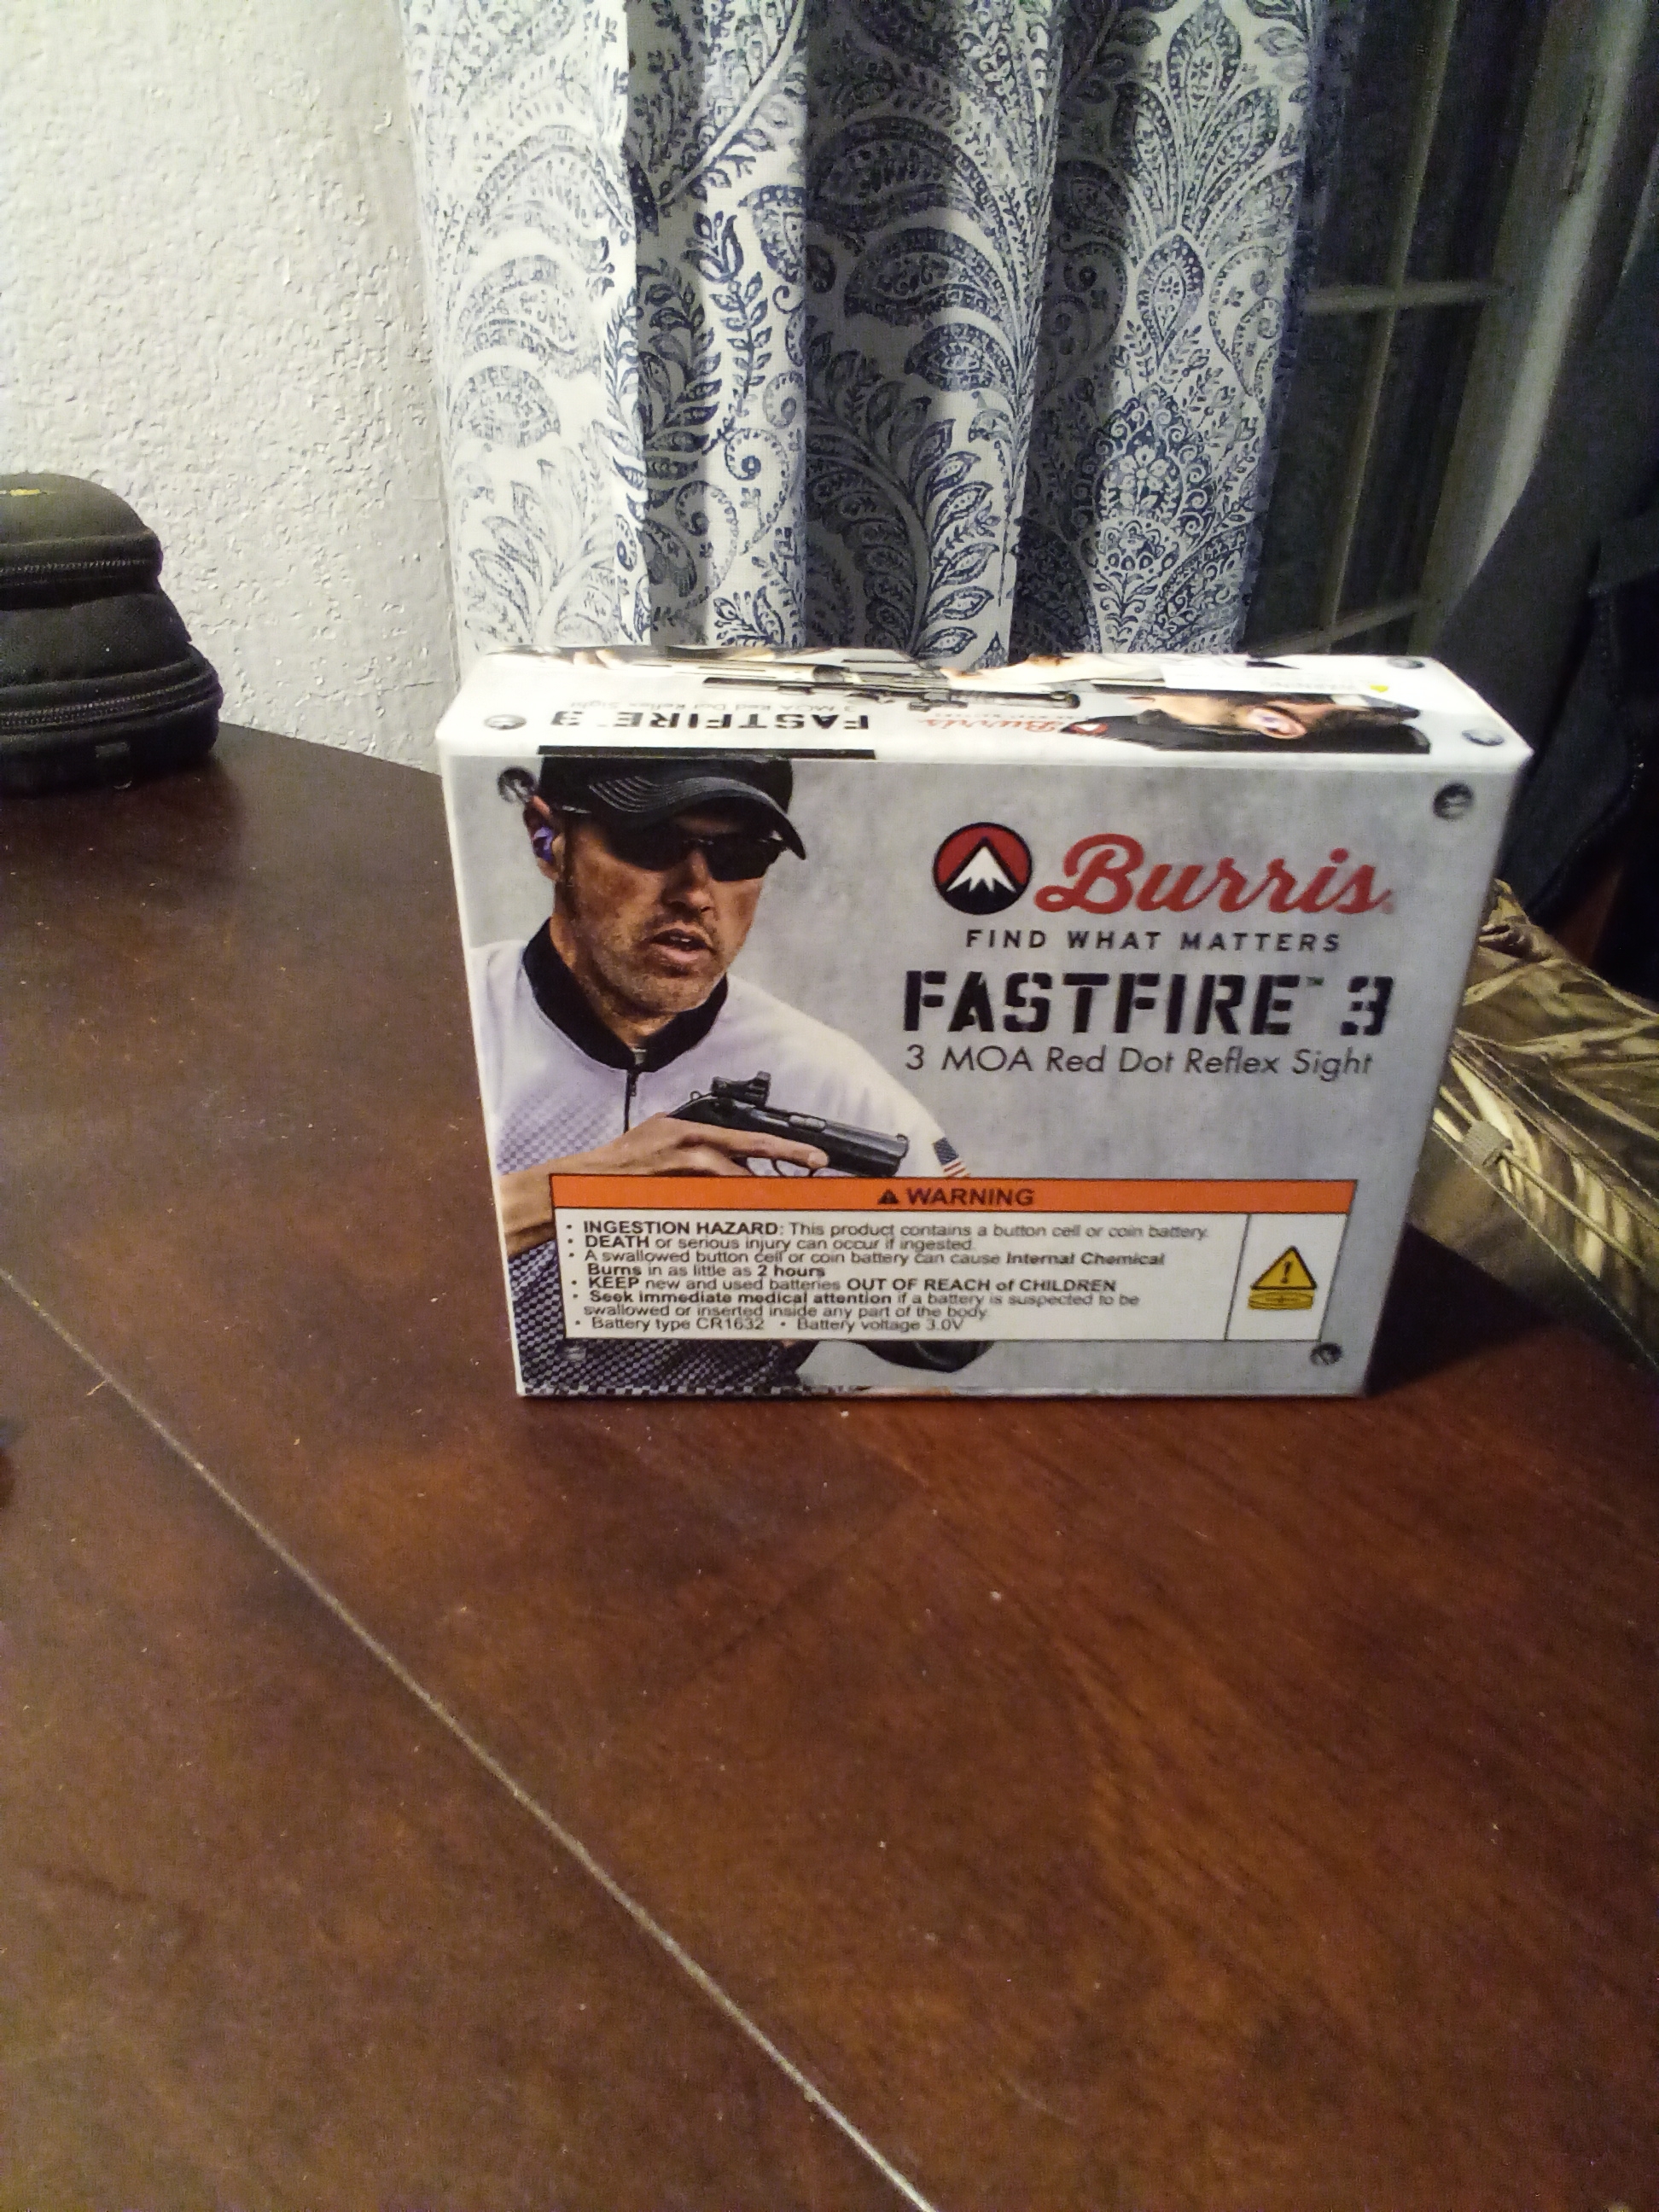 FASTFIRE™ 3
3 MOA Red Dot Reflex Sight
Burris
Burris
FIND WHAT MATTERS
FASTFIRE™ 3
3 MOA Red Dot Reflex Sight
WARNING
• INGESTION HAZARD: This product contains a button cell or coin battery.
• DEATH or serious injury can occur if ingested.
• A swallowed button cell or coin battery can cause Internal Chemical
Burns in as little as 2 hours
• KEEP new and used batteries OUT OF REACH of CHILDREN
• Seek immediate medical attention if a battery is suspected to be
swallowed or inserted inside any part of the body.
• Battery type CR1632 • Battery voltage 3.0V